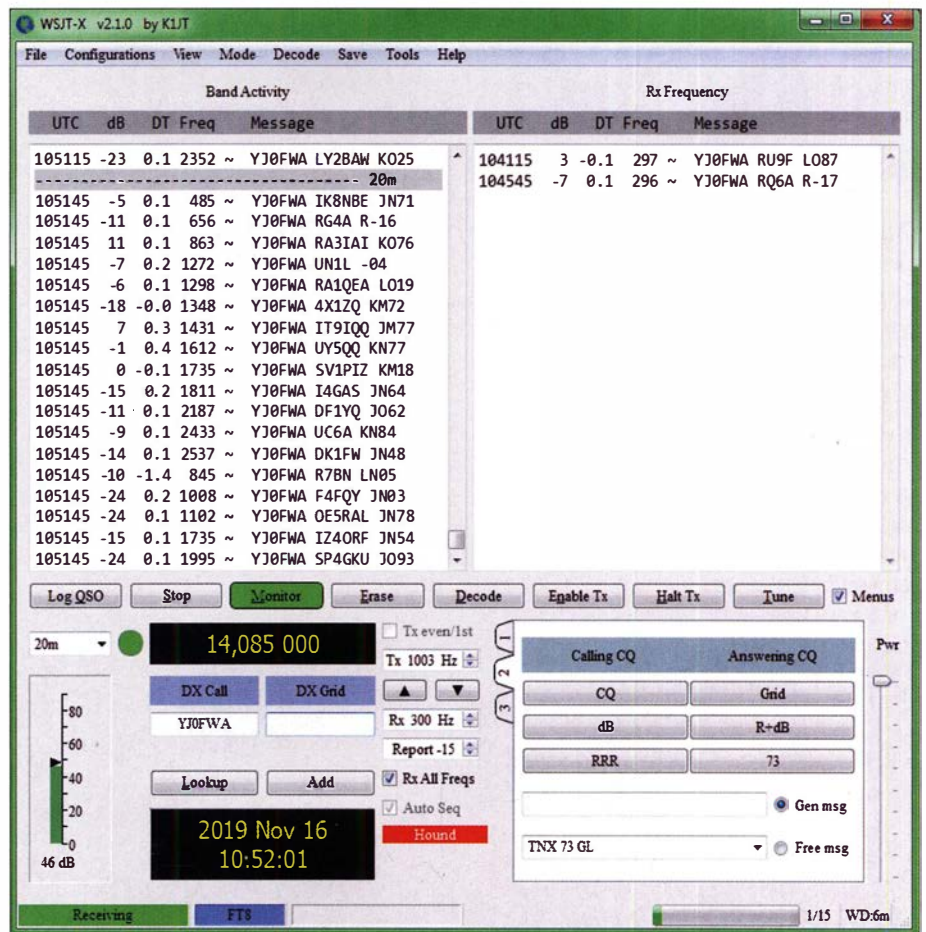 WSJT-X v2.1.0 by K1JT
File Configurations View Mode Decode Save Tools Help
Band Activity
UTC dB DT Freq Message
105115 -23 0.1 2352 ~ YJ0FWA LY2BAW KO25
------------------------------------ 20m
105145 -5 0.1 485 ~ YJ0FWA IK8NBE JN71
105145 -11 0.1 656 ~ YJ0FWA RG4A R-16
105145 11 0.1 863 ~ YJ0FWA RA3IAI KO76
105145 -7 0.2 1272 ~ YJ0FWA UN1L -04
105145 -6 0.1 1298 ~ YJ0FWA RA1QEA LO19
105145 -18 -0.0 1348 ~ YJ0FWA 4X1ZQ KM72
105145 7 0.3 1431 ~ YJ0FWA IT9IQQ JM77
105145 -1 0.4 1612 ~ YJ0FWA UY5QQ KN77
105145 0 -0.1 1735 ~ YJ0FWA SV1PIZ KM18
105145 -15 0.2 1811 ~ YJ0FWA I4GAS JN64
105145 -11 0.1 2187 ~ YJ0FWA DF1YQ JO62
105145 -9 0.1 2433 ~ YJ0FWA UC6A KN84
105145 -14 0.1 2537 ~ YJ0FWA DK1FW JN48
105145 -10 -1.4 845 ~ YJ0FWA R7BN LN05
105145 -24 0.2 1008 ~ YJ0FWA F4FQY JN03
105145 -24 0.1 1102 ~ YJ0FWA OE5RAL JN78
105145 -15 0.1 1735 ~ YJ0FWA IZ4ORF JN54
105145 -24 0.1 1995 ~ YJ0FWA SP4GKU JO93
Rx Frequency
UTC dB DT Freq Message
104115 3 -0.1 297 ~ YJ0FWA RU9F LO87
104545 -7 0.1 296 ~ YJ0FWA RQ6A R-17
Log QSO Stop Monitor Erase Decode Enable Tx Halt Tx Tune Menus
20m
14,085 000
Tx even/1st
Tx 1003 Hz
DX Call DX Grid
YJ0FWA
Rx 300 Hz
Report -15
Lookup Add
Rx All Freqs
Auto Seq
Hound
2019 Nov 16
10:52:01
80
60
40
20
0
46 dB
1
2
3
Calling CQ Answering CQ
CQ Grid
dB R+dB
RRR 73
Gen msg
TNX 73 GL Free msg
Pwr
Receiving FT8 1/15 WD:6m